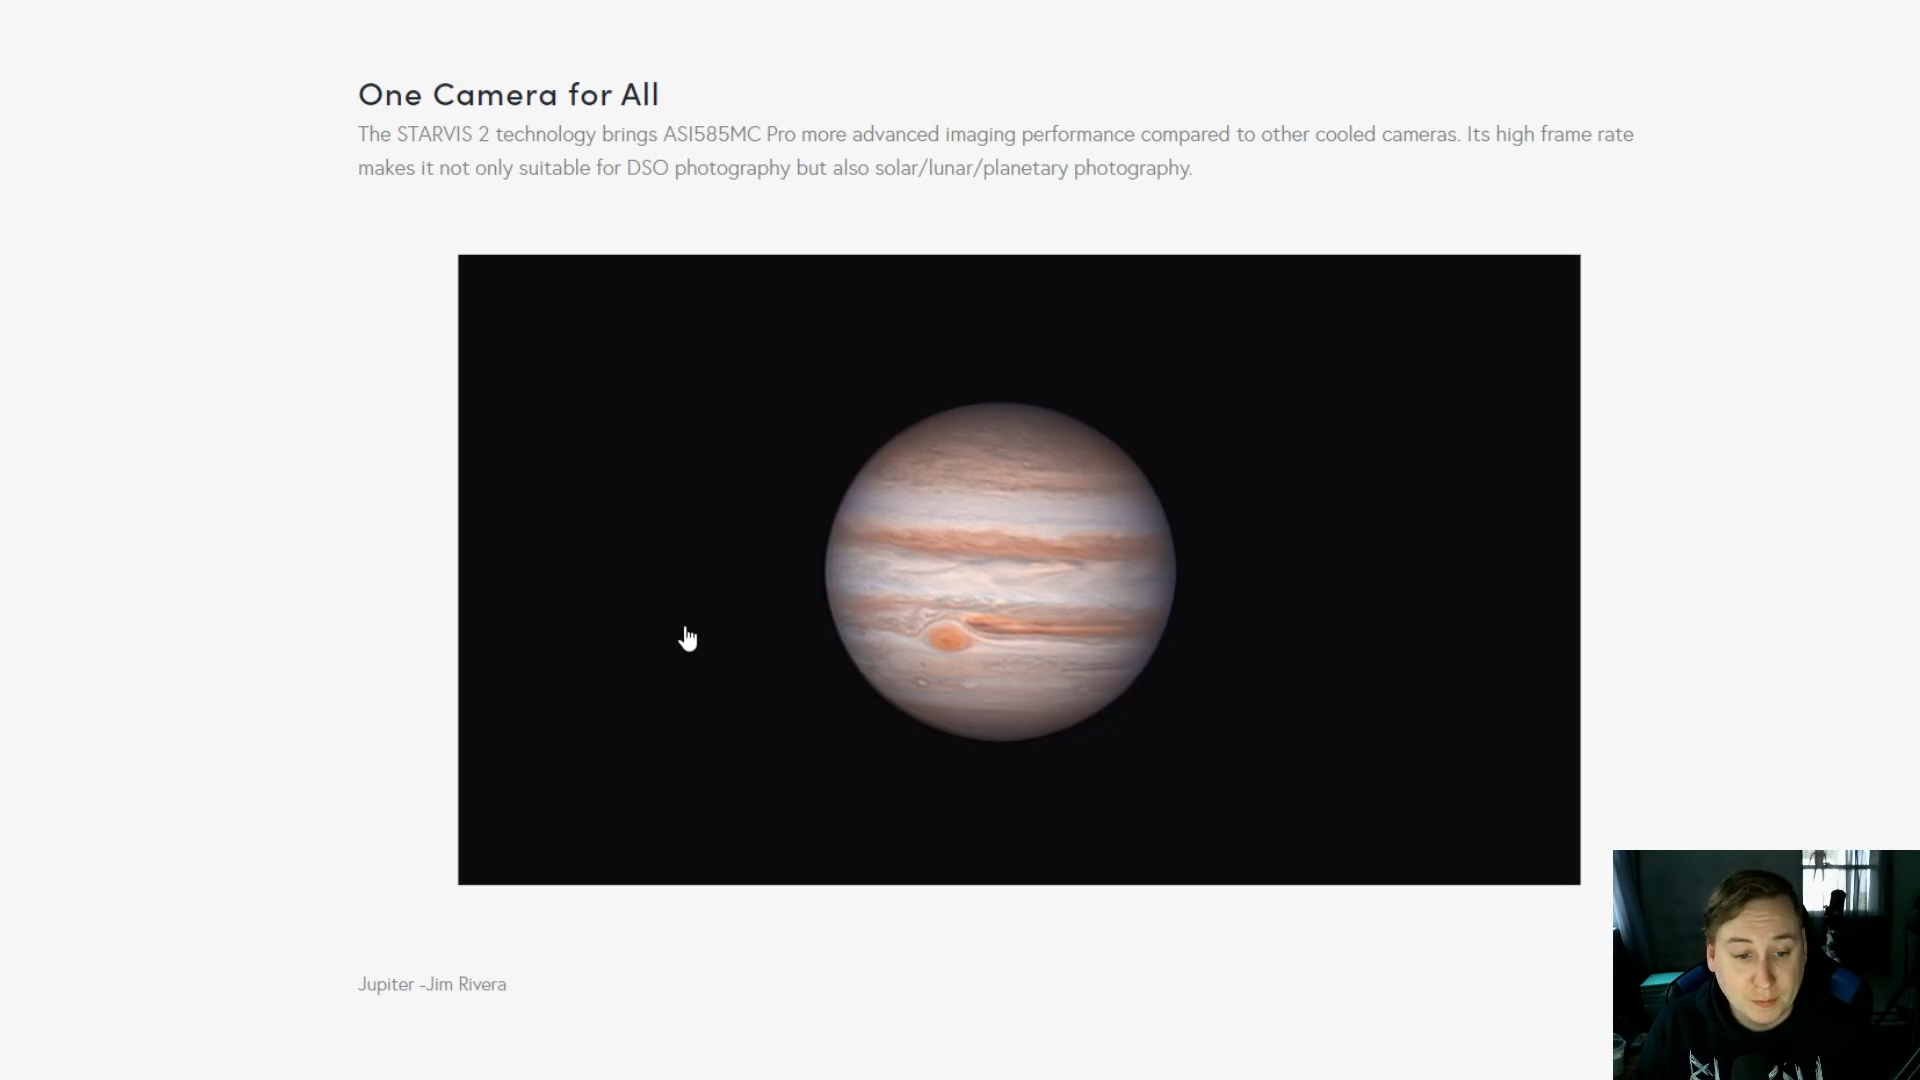 One Camera for All
The STARVIS 2 technology brings ASI585MC Pro more advanced imaging performance compared to other cooled cameras. Its high frame rate
makes it not only suitable for DSO photography but also solar/lunar/planetary photography.
Jupiter -Jim Rivera